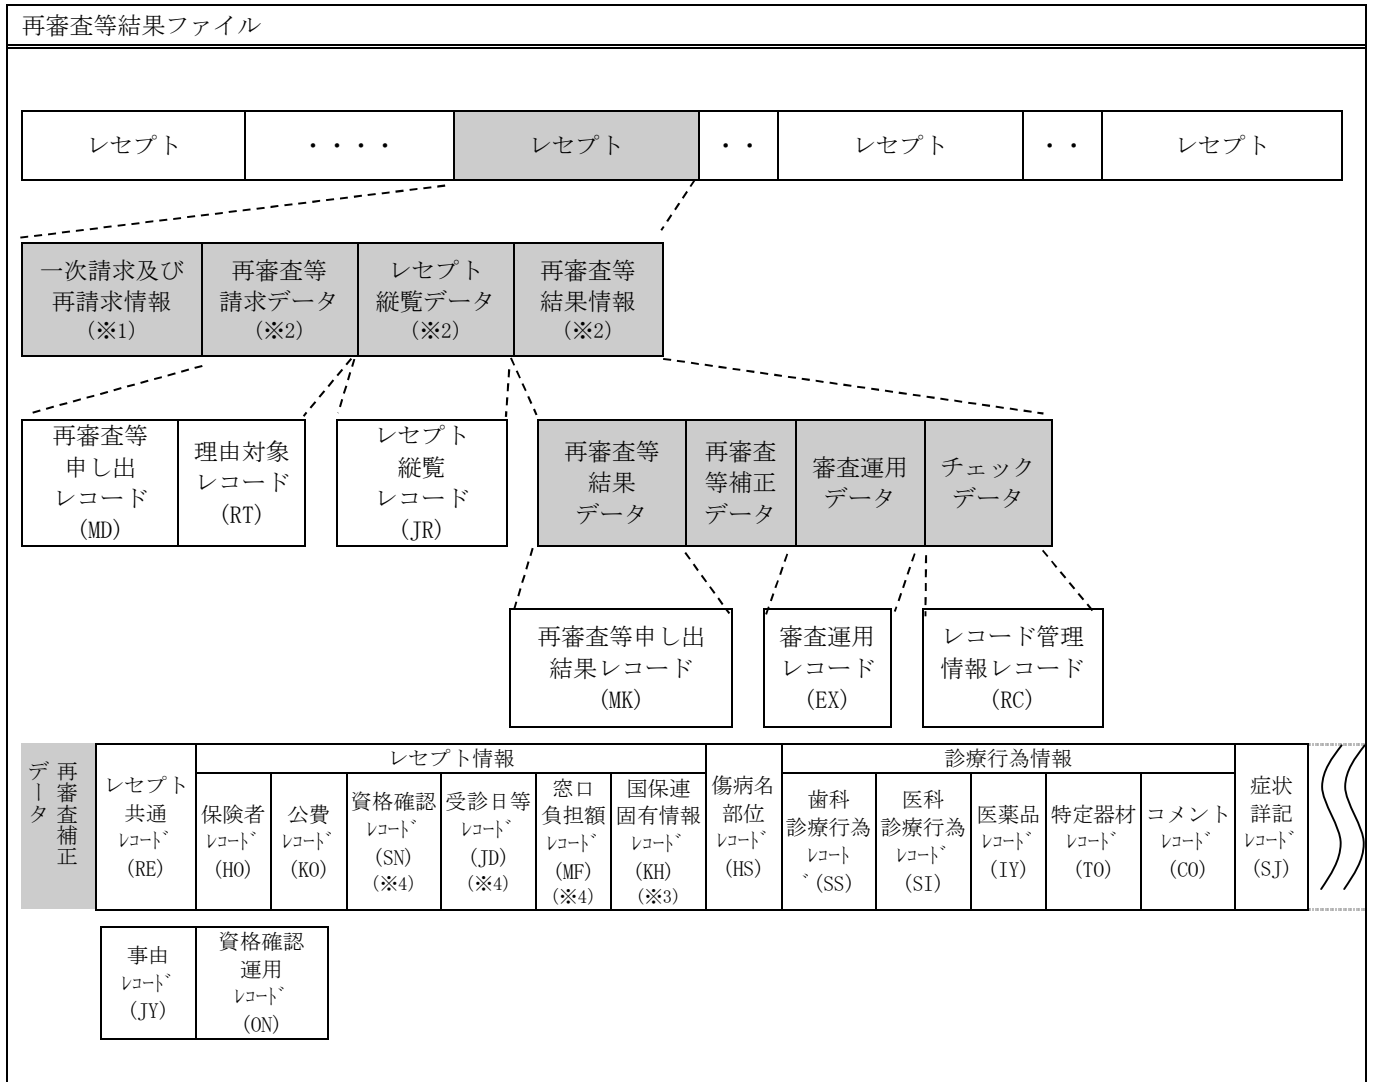 再審査等結果ファイル
レセプト
・・・・
レセプト
・・
レセプト
・・
レセプト
一次請求及び
再請求情報
(※1)
再審査等
請求データ
(※2)
レセプト
縦覧データ
(※2)
再審査等
結果情報
(※2)
再審査等
申し出
レコード
(MD)
理由対象
レコード
(RT)
レセプト
縦覧
レコード
(JR)
再審査等
結果
データ
再審査
等補正
データ
審査運用
データ
チェック
データ
再審査等申し出
結果レコード
(MK)
審査運用
レコード
(EX)
レコード管理
情報レコード
(RC)
再審査補正
データ
レセプト
共通
ﾚｺｰﾄﾞ
(RE)
レセプト情報
保険者
ﾚｺｰﾄﾞ
(HO)
公費
ﾚｺｰﾄﾞ
(KO)
資格確認
ﾚｺｰﾄﾞ
(SN)
(※4)
受診日等
ﾚｺｰﾄﾞ
(JD)
(※4)
窓口
負担額
ﾚｺｰﾄﾞ
(MF)
(※4)
国保連
固有情報
ﾚｺｰﾄﾞ
(KH)
(※3)
傷病名
部位
ﾚｺｰﾄﾞ
(HS)
診療行為情報
歯科
診療行為
ﾚｺｰﾄ
ﾞ(SS)
医科
診療行為
ﾚｺｰﾄﾞ
(SI)
医薬品
ﾚｺｰﾄﾞ
(IY)
特定器材
ﾚｺｰﾄﾞ
(TO)
コメント
ﾚｺｰﾄﾞ
(CO)
症状
詳記
ﾚｺｰﾄﾞ
(SJ)
事由
ﾚｺｰﾄﾞ
(JY)
資格確認
運用
ﾚｺｰﾄﾞ
(ON)